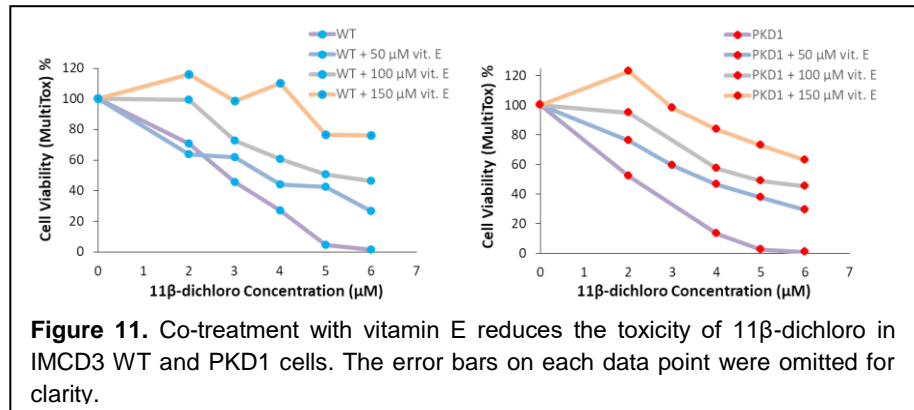 WT
WT + 50 µM vit. E
WT + 100 µM vit. E
WT + 150 µM vit. E
Cell Viability (MultiTox) %
120
100
80
60
40
20
0
0 1 2 3 4 5 6 7
11β-dichloro Concentration (µM)
PKD1
PKD1 + 50 µM vit. E
PKD1 + 100 µM vit. E
PKD1 + 150 µM vit. E
Cell Viability (MultiTox) %
120
100
80
60
40
20
0
0 1 2 3 4 5 6 7
11β-dichloro Concentration (µM)
Figure 11. Co-treatment with vitamin E reduces the toxicity of 11β-dichloro in
IMCD3 WT and PKD1 cells. The error bars on each data point were omitted for
clarity.